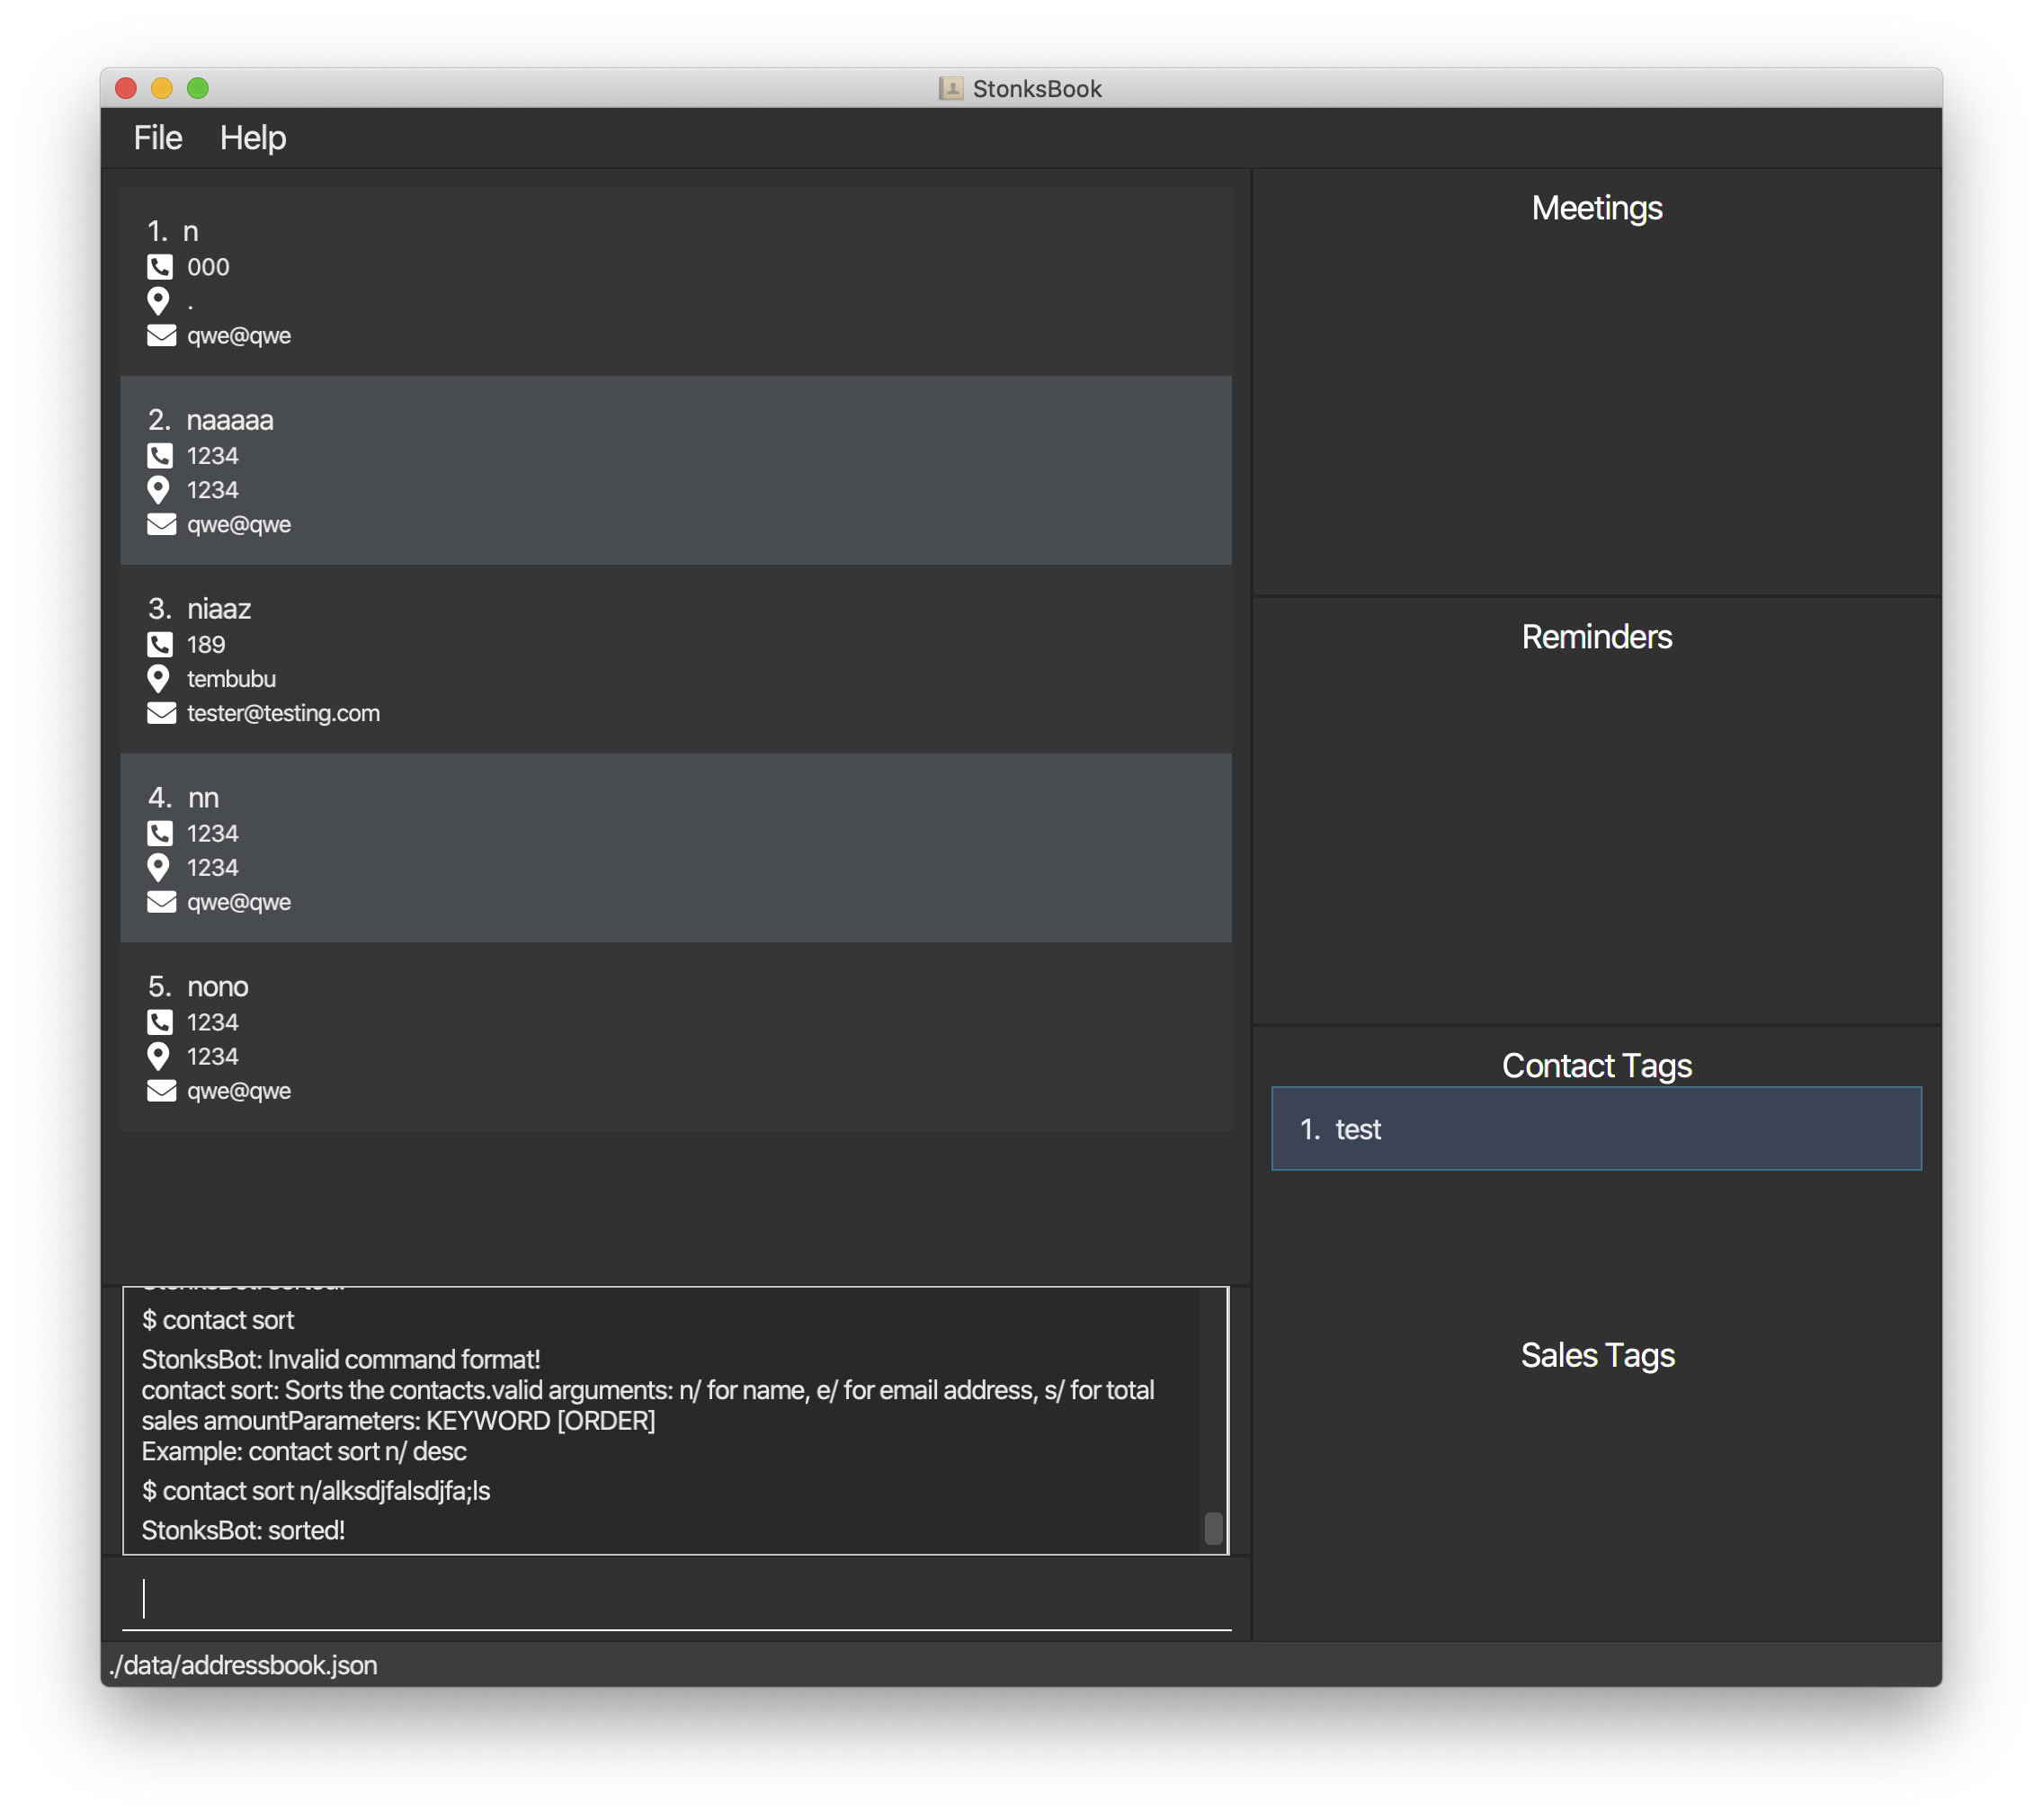 StonksBook
File Help
1. n
000
.
qwe@qwe
2. naaaaa
1234
1234
qwe@qwe
3. niaaz
189
tembubu
tester@testing.com
4. nn
1234
1234
qwe@qwe
5. nono
1234
1234
qwe@qwe
StonksBot: sorted!
$ contact sort
StonksBot: Invalid command format!
contact sort: Sorts the contacts.valid arguments: n/ for name, e/ for email address, s/ for total
sales amountParameters: KEYWORD [ORDER]
Example: contact sort n/ desc
$ contact sort n/alksdjfalsdjfa;ls
StonksBot: sorted!
Meetings
Reminders
Contact Tags
1. test
Sales Tags
./data/addressbook.json